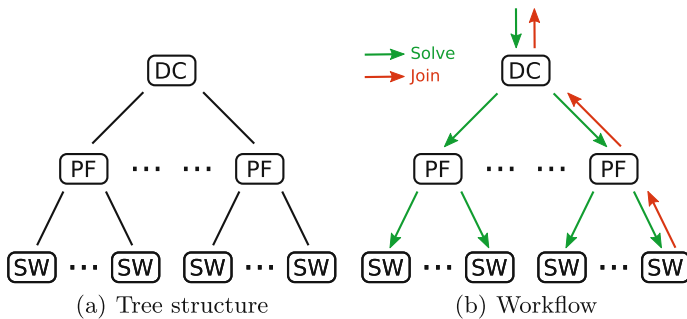 Solve
Join
DC
DC
PF ... ... PF
PF ... ... PF
SW ... SW SW ... SW
SW ... SW SW ... SW
(a) Tree structure
(b) Workflow